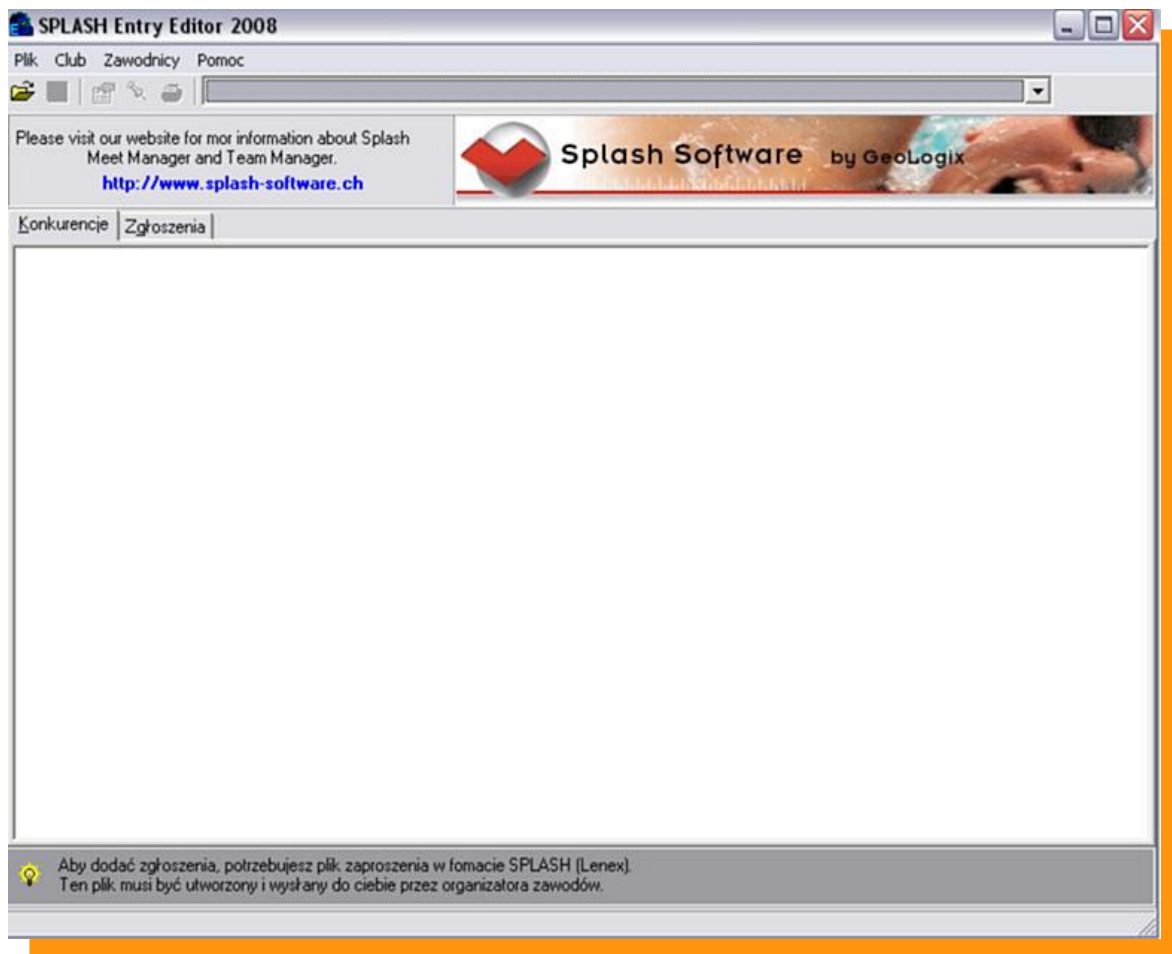 SPLASH Entry Editor 2008
Plik Club Zawodnicy Pomoc
Please visit our website for mor information about Splash
Meet Manager and Team Manager.
http://www.splash-software.ch
Splash Software by GeoLogix
Konkurencje Zgłoszenia
Aby dodać zgłoszenia, potrzebujesz plik zaproszenia w fomacie SPLASH (Lenex).
Ten plik musi być utworzony i wysłany do ciebie przez organizatora zawodów.